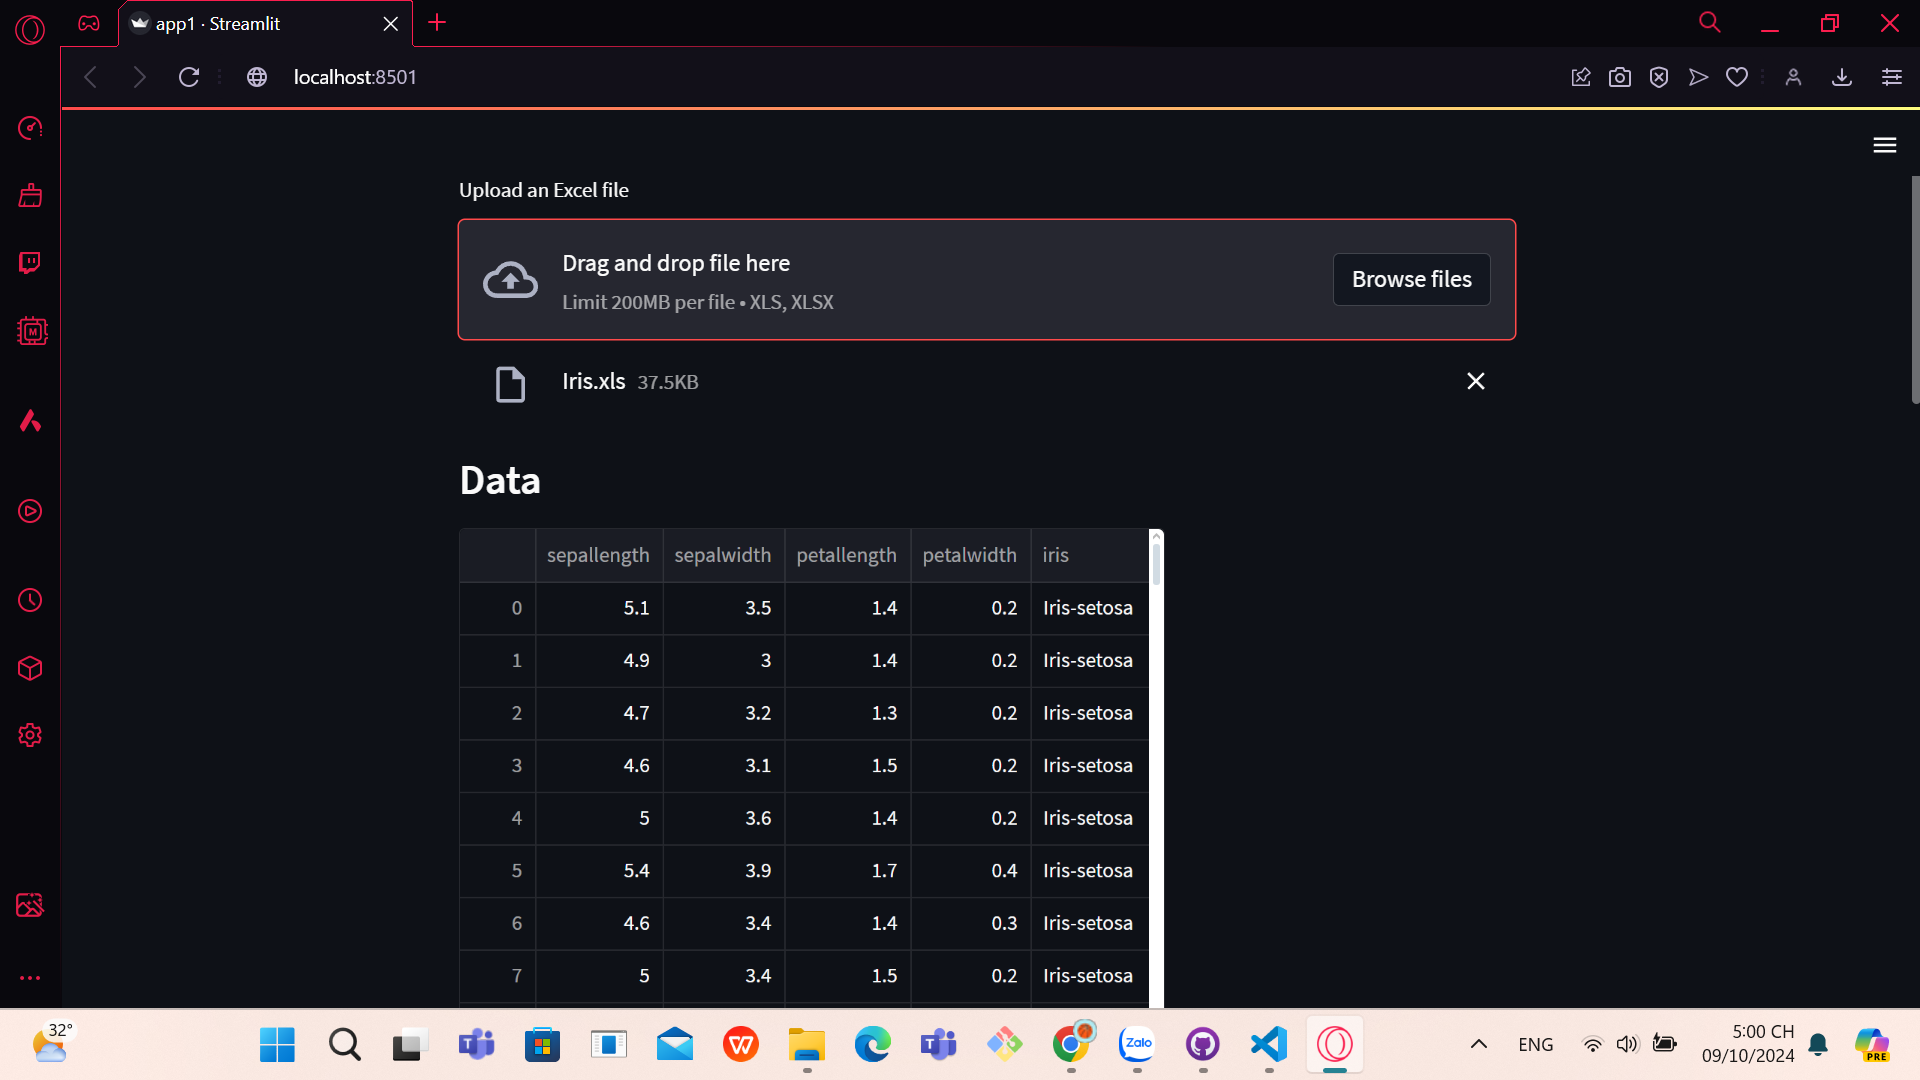 app1 · Streamlit
localhost:8501
Upload an Excel file
Drag and drop file here
Limit 200MB per file • XLS, XLSX
Browse files
Iris.xls 37.5KB
Data
sepallength sepalwidth petallength petalwidth iris
0 5.1 3.5 1.4 0.2 Iris-setosa
1 4.9 3 1.4 0.2 Iris-setosa
2 4.7 3.2 1.3 0.2 Iris-setosa
3 4.6 3.1 1.5 0.2 Iris-setosa
4 5 3.6 1.4 0.2 Iris-setosa
5 5.4 3.9 1.7 0.4 Iris-setosa
6 4.6 3.4 1.4 0.3 Iris-setosa
7 5 3.4 1.5 0.2 Iris-setosa
32°
Zalo
ENG
5:00 CH
09/10/2024
PRE